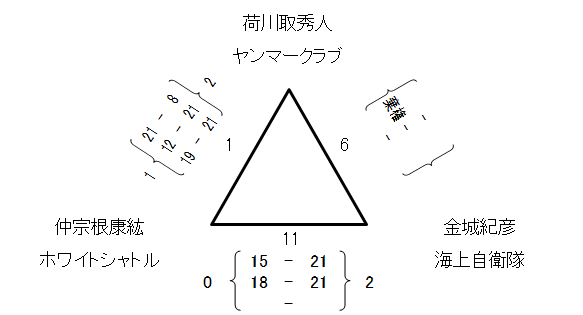 荷川取秀人
ヤンマークラブ
2
21 - 8
12 - 21
19 - 21
1
1
6
棄権 -
-
-
仲宗根康紘
ホワイトシャトル
金城紀彦
海上自衛隊
11
0
15 - 21
18 - 21
-
2